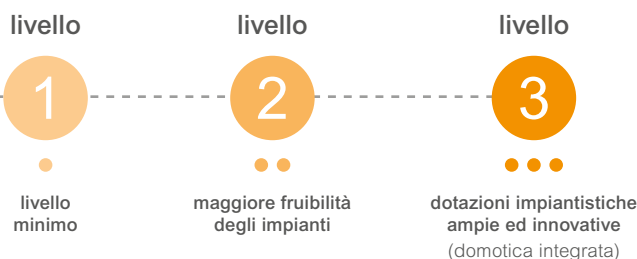 livello livello livello
1 2 3
livello maggiore fruibilità dotazioni impiantistiche
minimo degli impianti ampie ed innovative
(domotica integrata)